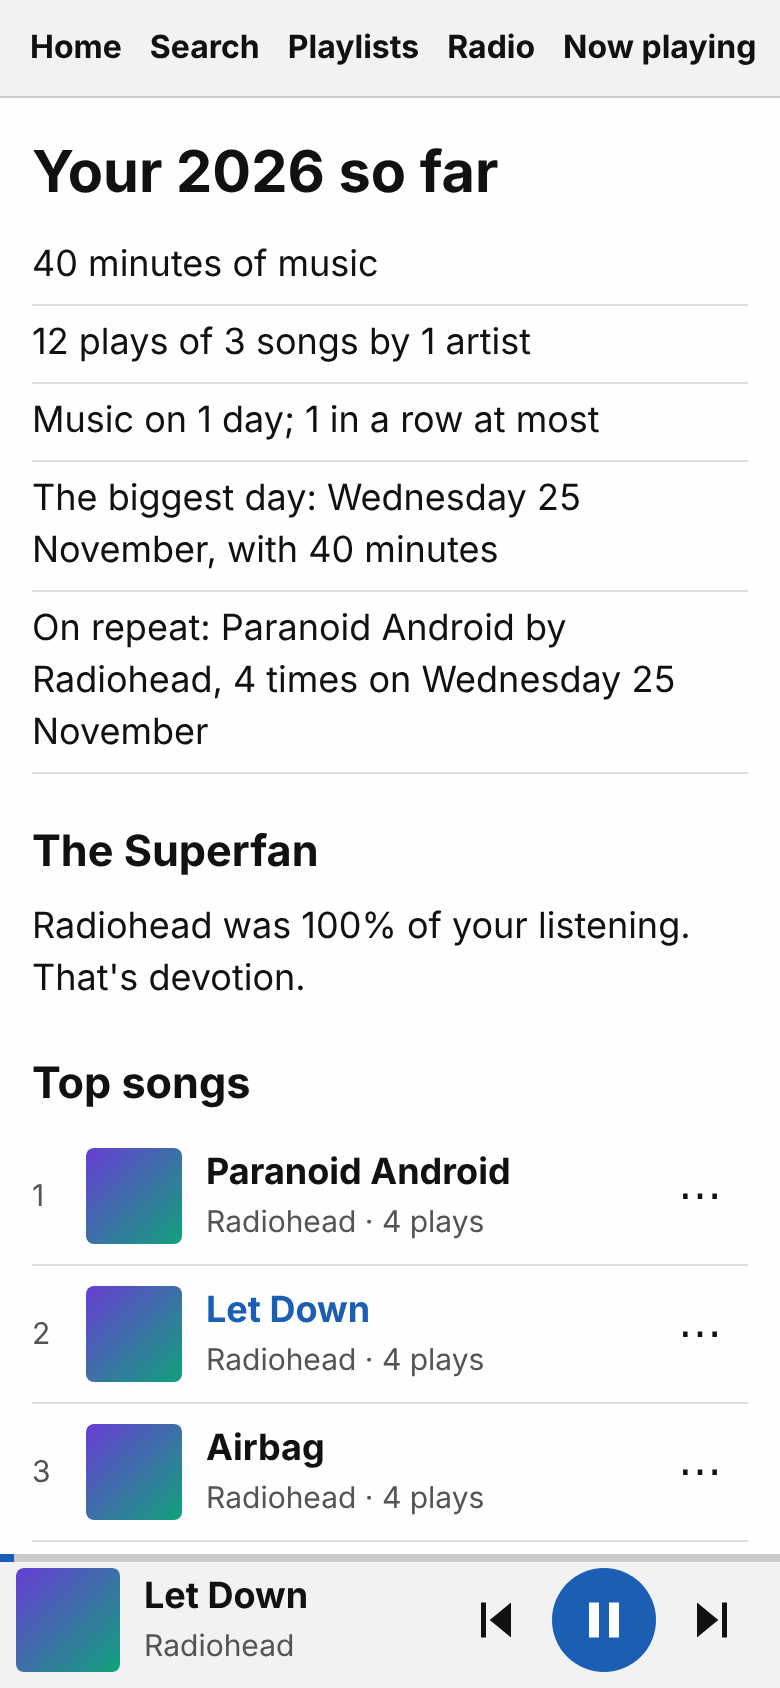 Home Search Playlists Radio Now playing
Your 2026 so far
40 minutes of music
12 plays of 3 songs by 1 artist
Music on 1 day; 1 in a row at most
The biggest day: Wednesday 25
November, with 40 minutes
On repeat: Paranoid Android by
Radiohead, 4 times on Wednesday 25
November
The Superfan
Radiohead was 100% of your listening.
That's devotion.
Top songs
1
Paranoid Android
Radiohead · 4 plays
2
Let Down
Radiohead · 4 plays
3
Airbag
Radiohead · 4 plays
Let Down
Radiohead